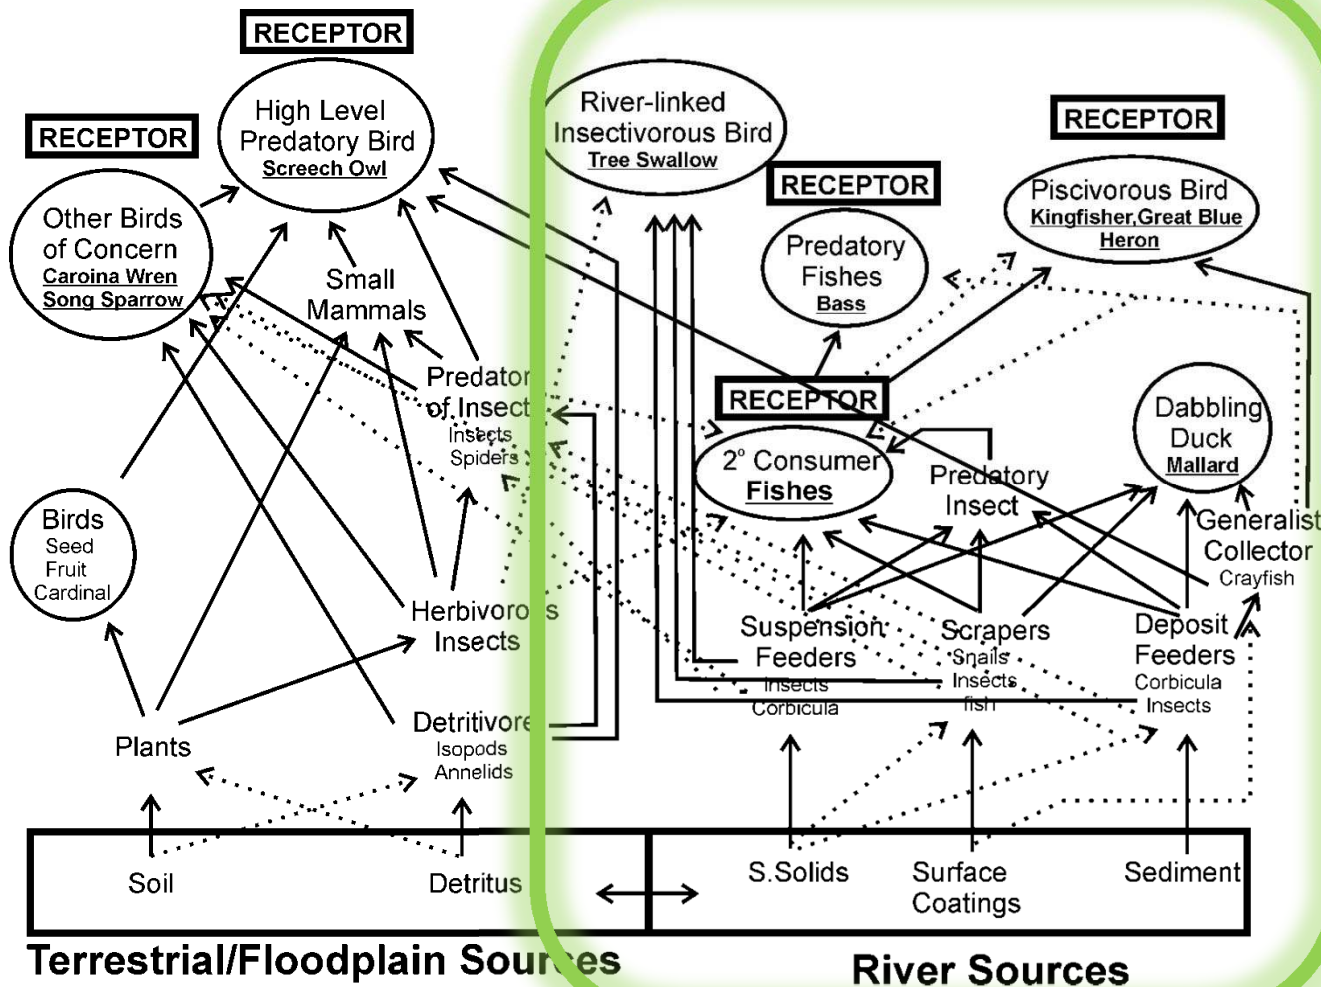 RECEPTOR
High Level
Predatory Bird
Screech Owl
RECEPTOR
Other Birds
of Concern
Caroina Wren
Song Sparrow
Small
Mammals
Predator
of Insect
Insects
Spiders
Birds
Seed
Fruit
Cardinal
Herbivorous
Insects
Plants
Detritivore
Isopods
Annelids
Soil
Detritus
Terrestrial/Floodplain Sources
River-linked
Insectivorous Bird
Tree Swallow
RECEPTOR
Predatory
Fishes
Bass
RECEPTOR
Piscivorous Bird
Kingfisher,Great Blue
Heron
RECEPTOR
2° Consumer
Fishes
Predatory
Insect
Dabbling
Duck
Mallard
Generalist
Collector
Crayfish
Suspension
Feeders
Insects
Corbicula
Scrapers
Snails
Insects
fish
Deposit
Feeders
Corbicula
Insects
S.Solids
Surface
Coatings
Sediment
River Sources